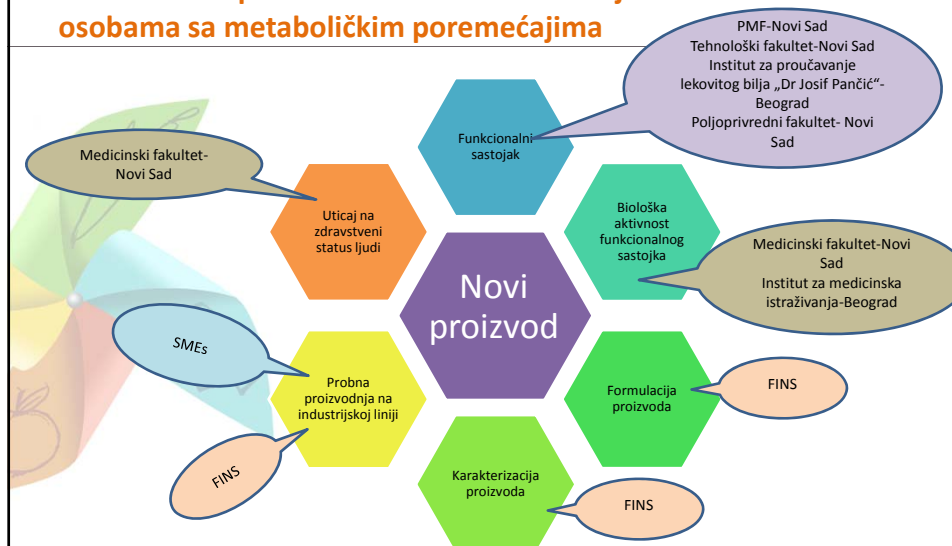 osobama sa metaboličkim poremećajima
PMF-Novi Sad
Tehnološki fakultet-Novi Sad
Institut za proučavanje
lekovitog bilja „Dr Josif Pančić“-
Beograd
Poljoprivredni fakultet- Novi
Sad
Funkcionalni
sastojak
Medicinski fakultet-
Novi Sad
Uticaj na
zdravstveni
status ljudi
Biološka
aktivnost
funkcionalnog
sastojka
Medicinski fakultet-Novi
Sad
Institut za medicinska
istraživanja-Beograd
Novi
proizvod
SMEs
Probna
proizvodnja na
industrijskoj liniji
FINS
Formulacija
proizvoda
FINS
Karakterizacija
proizvoda
FINS